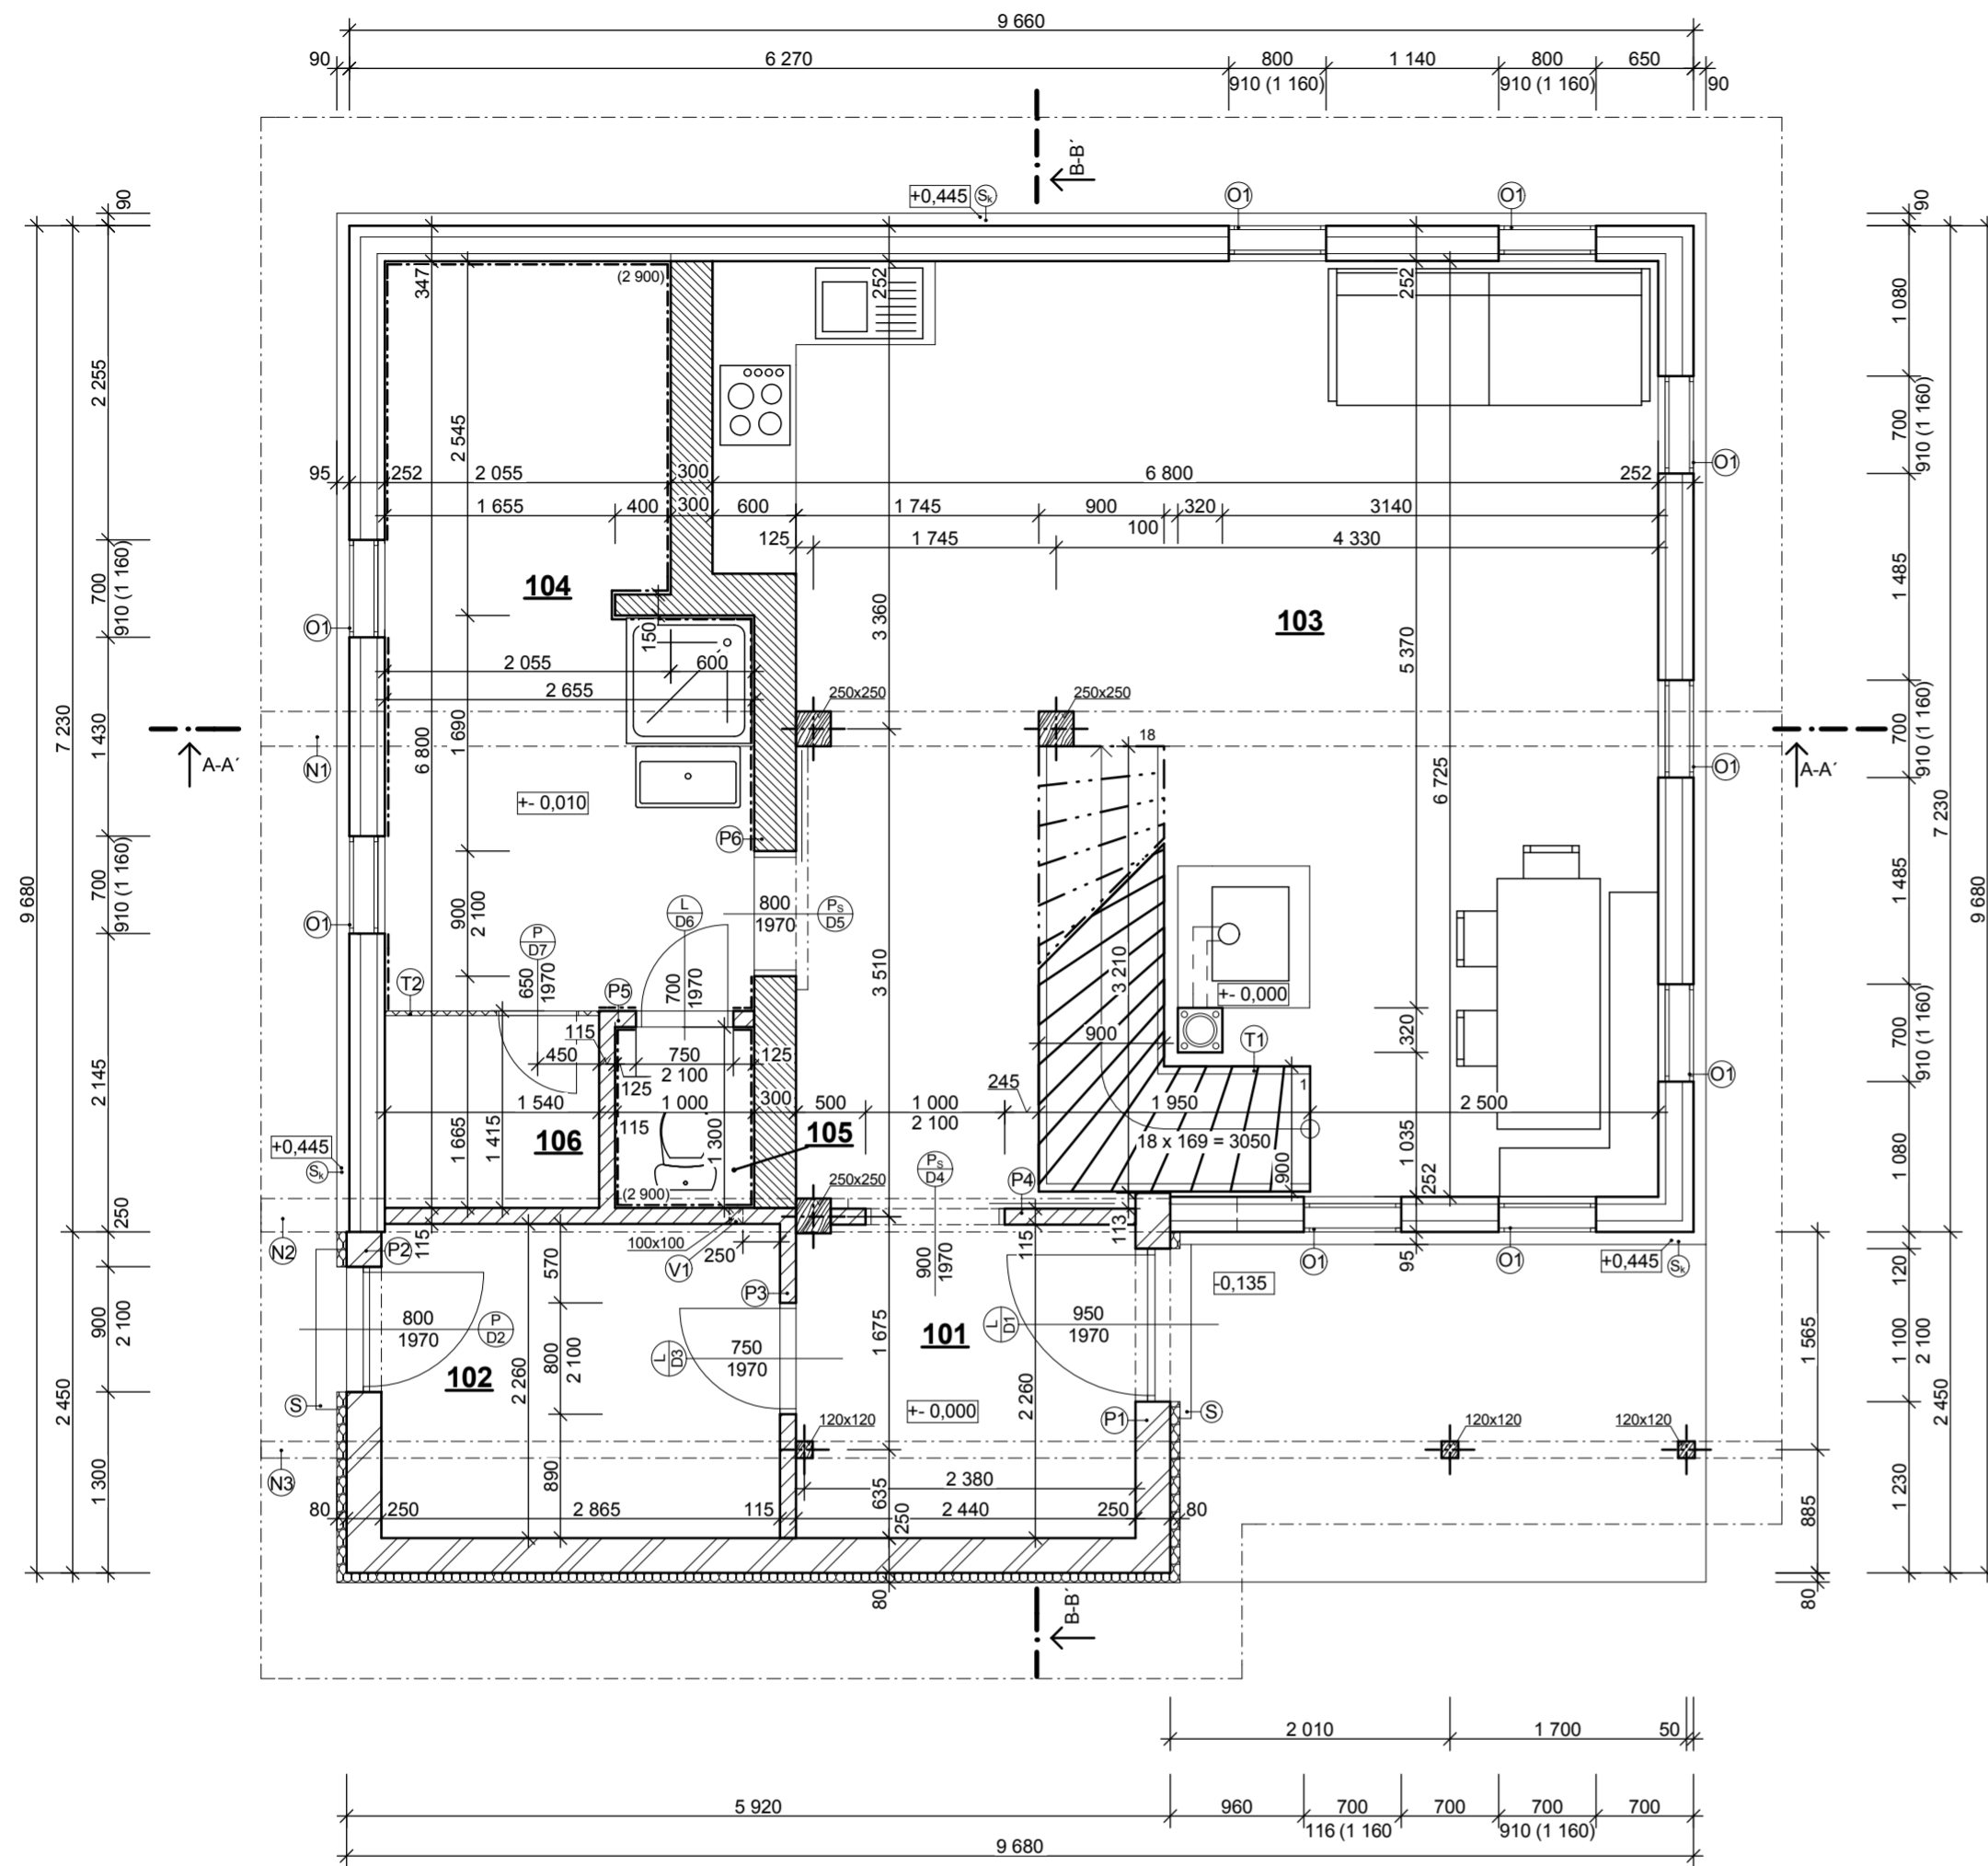 9 660
90 6 270 800 1 140 800 650
910 (1 160) 910 (1 160) 90
B-B´
+0,445 Sk O1 O1
90 90
347 2 545 (2 900) 252 252
2 255 1 080
700 910 (1 160)
95 252 2 055 300 6 800 252 O1
1 655 400 300 600 1 745 900 320 3140
100
125 1 745 4 330
700 910 (1 160) 104 1 485
O1 3 360 103
150 5 370
2 055 600
2 655 250x250 250x250
7 230 1 430 6 800 1 690 18 700 910 (1 160)
A-A´ N1 6 725 O1 A-A´
+- 0,010 7 230
P6
9 680 700 910 (1 160) 900 2 100 L D6 800 1970 Ps D5 1 485 9 680
O1 P D7 650 1970 700 1970 3 510 3 210
T2 P5 +- 0,000
115 900 320 T1 700 910 (1 160)
450 750 125
2 100 O1
125 245 1
2 145 1 540 1 000 300 500 1 000 1 950 2 500
2 100
1 665 1 415 115 1 300 105 18 x 169 = 3050 1 035 1 080
+0,445 106
Sk Ps D4 900 252
(2 900) 250x250 P4
250 N2 115 100x100 250 113
P2 570 V1 115 O1 95 O1 +0,445 Sk
900 1970 -0,135 120
P3
900 2 100 800 1970 P D2 950 1970 L D1 1 565 1 100 2 100
1 675 101
L D3 750 1970
102 2 260 800 2 100 2 450
2 450 S +- 0,000 2 260 P1 S
120x120 120x120 120x120
N3 1 300 890 2 380 635 1 230
885
80 250 2 865 115 250 2 440 250 80
80 80
B-B´
2 010 1 700 50
5 920 960 700 700 700 700
116 (1 160 910 (1 160)
9 680